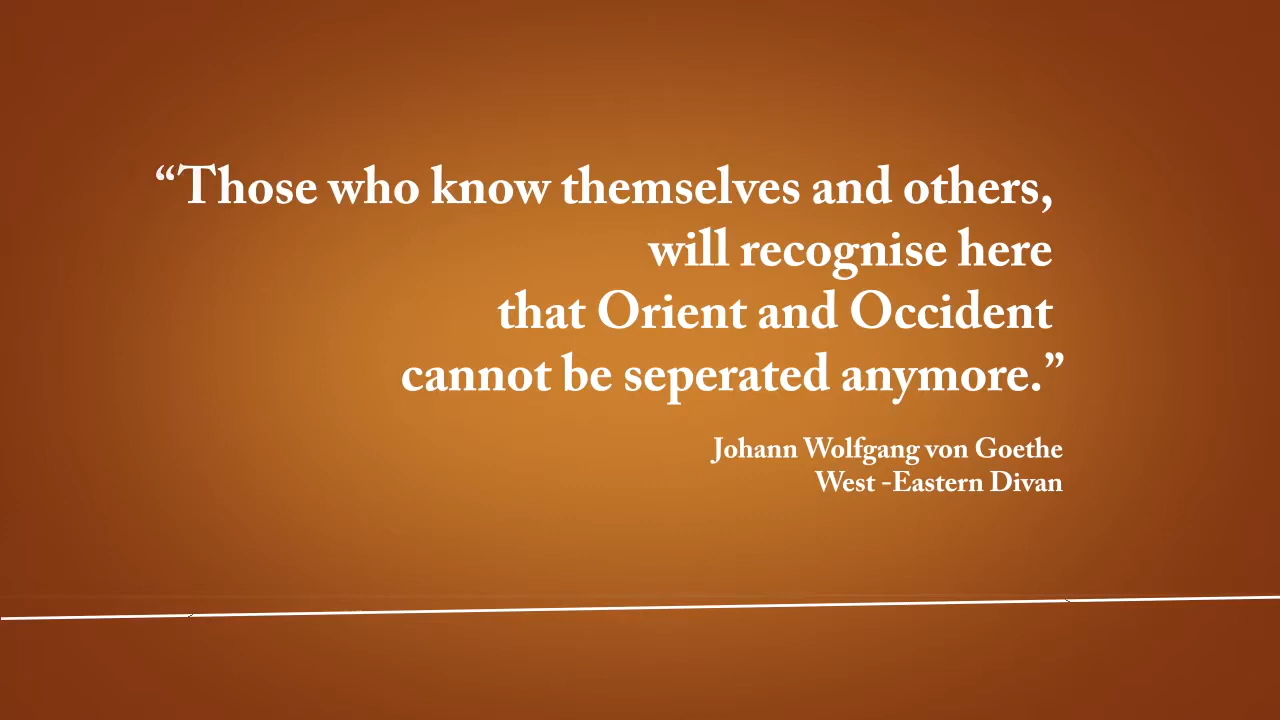 “Those who know themselves and others,
will recognise here
that Orient and Occident
cannot be seperated anymore.”
Johann Wolfgang von Goethe
West -Eastern Divan